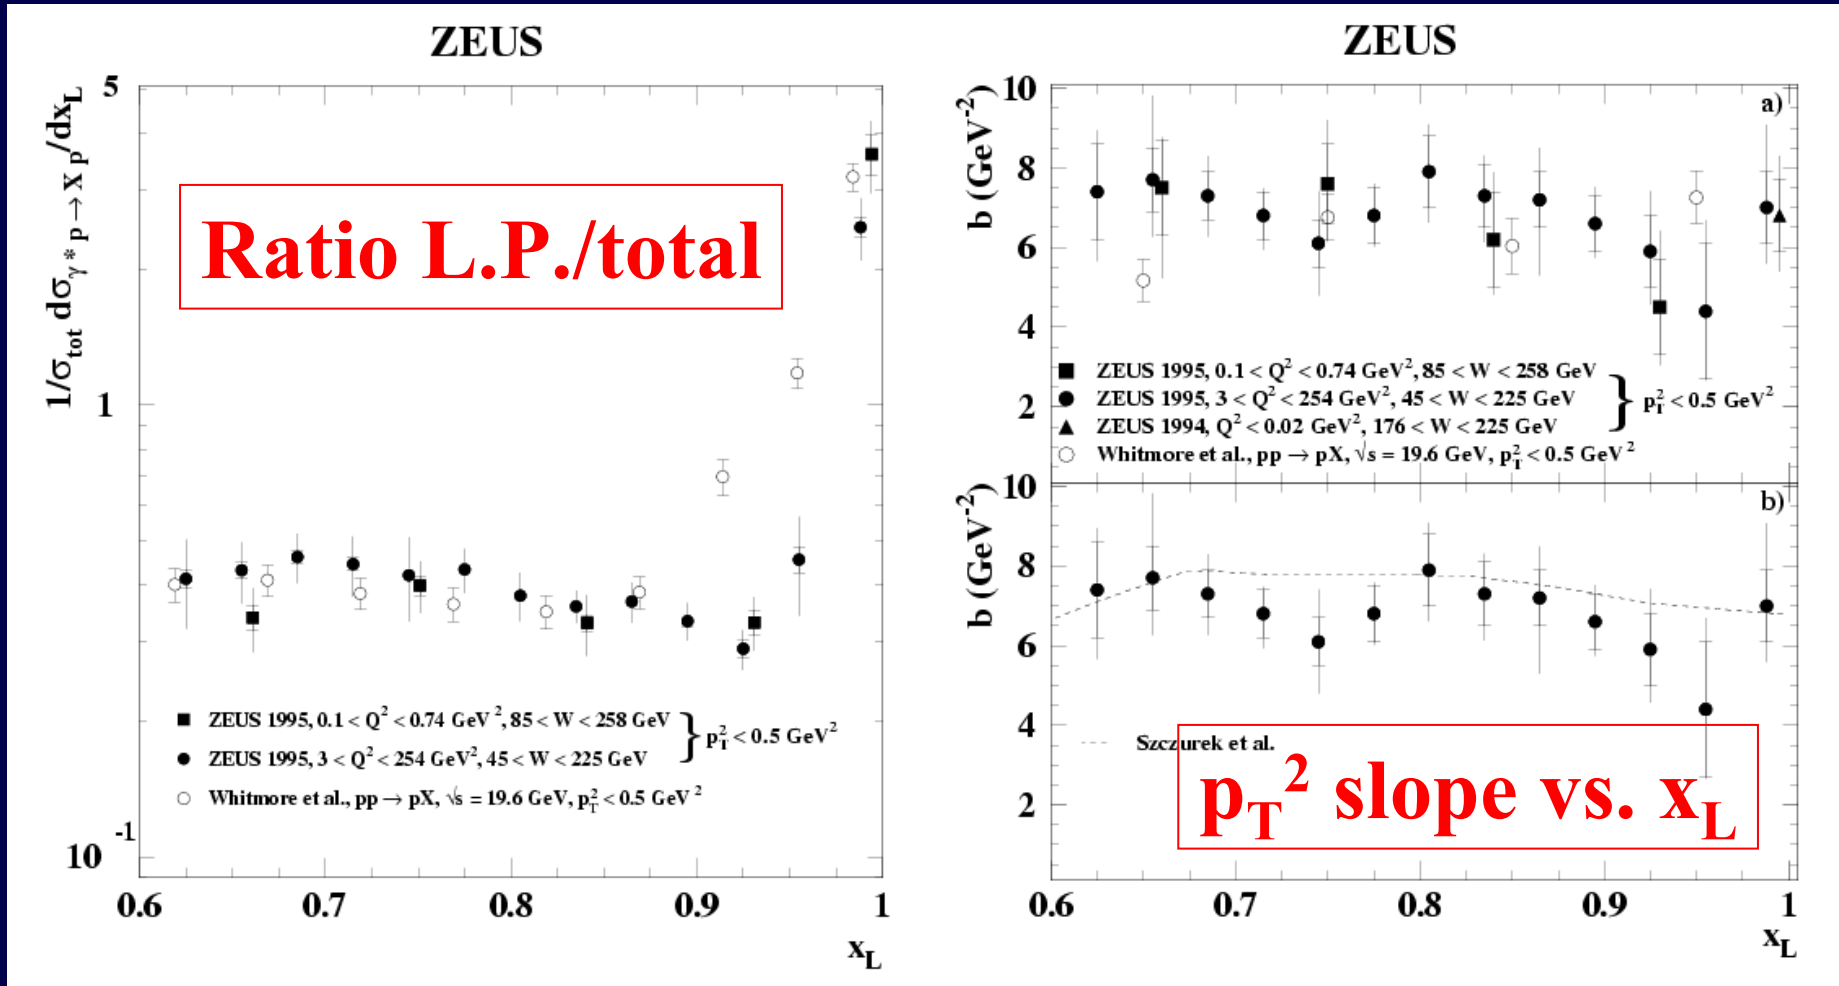 ZEUS
5
1
10
-1
1/σtot dσγ*p→Xp/dxL
Ratio L.P./total
■ ZEUS 1995, 0.1 < Q² < 0.74 GeV², 85 < W < 258 GeV
● ZEUS 1995, 3 < Q² < 254 GeV², 45 < W < 225 GeV
} pT² < 0.5 GeV²
○ Whitmore et al., pp → pX, √s = 19.6 GeV, pT² < 0.5 GeV²
0.6 0.7 0.8 0.9 1
xL
ZEUS
a)
b (GeV⁻²)
10
8
6
4
2
■ ZEUS 1995, 0.1 < Q² < 0.74 GeV², 85 < W < 258 GeV
● ZEUS 1995, 3 < Q² < 254 GeV², 45 < W < 225 GeV
▲ ZEUS 1994, Q² < 0.02 GeV², 176 < W < 225 GeV
} pT² < 0.5 GeV²
○ Whitmore et al., pp → pX, √s = 19.6 GeV, pT² < 0.5 GeV²
b)
b (GeV⁻²)
10
8
6
4
2
Szczurek et al.
pT² slope vs. xL
0.6 0.7 0.8 0.9 1
xL